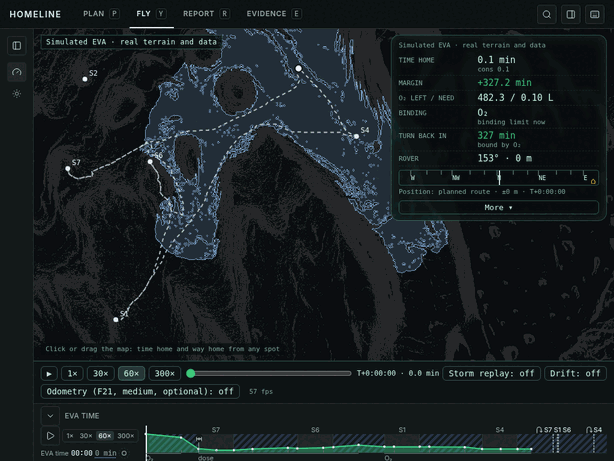 HOMELINE PLAN P FLY Y REPORT R EVIDENCE E
Simulated EVA · real terrain and data
S2
S4
S7
S6
S1
Click or drag the map: time home and way home from any spot
Simulated EVA · real terrain and data
TIME HOME 0.1 min
cons 0.1
MARGIN +327.2 min
O₂ LEFT / NEED 482.3 / 0.10 L
BINDING O₂
binding limit now
TURN BACK IN 327 min
bound by O₂
ROVER 153° · 0 m
W NW N NE E
Position: planned route · ±0 m · T+0:00:00
More ▾
▶ 1× 30× 60× 300× T+0:00:00 · 0.0 min Storm replay: off Drift: off
Odometry (F21, medium, optional): off 57 fps
EVA TIME
S7 S6 S1 S4 S7 S1 S6 S4
1× 30× 60× 300×
EVA time 00:00 0 min
O₂ dose O₂